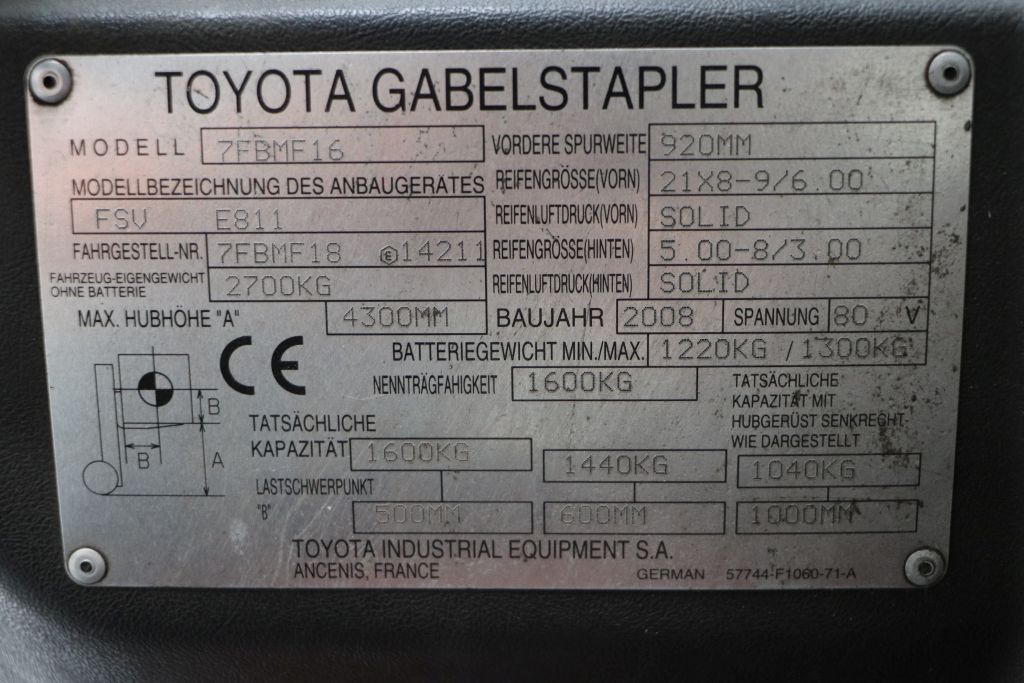 TOYOTA GABELSTAPLER
MODELL 7FBMF16 VORDERE SPURWEITE 920MM
MODELLBEZEICHNUNG DES ANBAUGERÄTES REIFENGRÖSSE(VORN) 21X8-9/6.00
FSV E811 REIFENLUFTDRUCK(VORN) SOLID
FAHRGESTELL-NR. 7FBMF18 E14211 REIFENGRÖSSE(HINTEN) 5.00-8/3.00
FAHRZEUG-EIGENGEWICHT
OHNE BATTERIE 2700KG REIFENLUFTDRUCK(HINTEN) SOLID
MAX. HUBHÖHE "A" 4300MM BAUJAHR 2008 SPANNUNG 80 V
BATTERIEGEWICHT MIN./MAX. 1220KG / 1300KG
CE
NENNTRÄGFAHIGKEIT 1600KG
B
B
A
TATSÄCHLICHE
KAPAZITÄT 1600KG 1440KG
TATSÄCHLICHE
KAPAZITÄT MIT
HUBGERÜST SENKRECHT-
WIE DARGESTELLT
1040KG
LASTSCHWERPUNKT
"B" 500MM 600MM 1000MM
TOYOTA INDUSTRIAL EQUIPMENT S.A.
ANCENIS, FRANCE GERMAN 57744-F1060-71-A